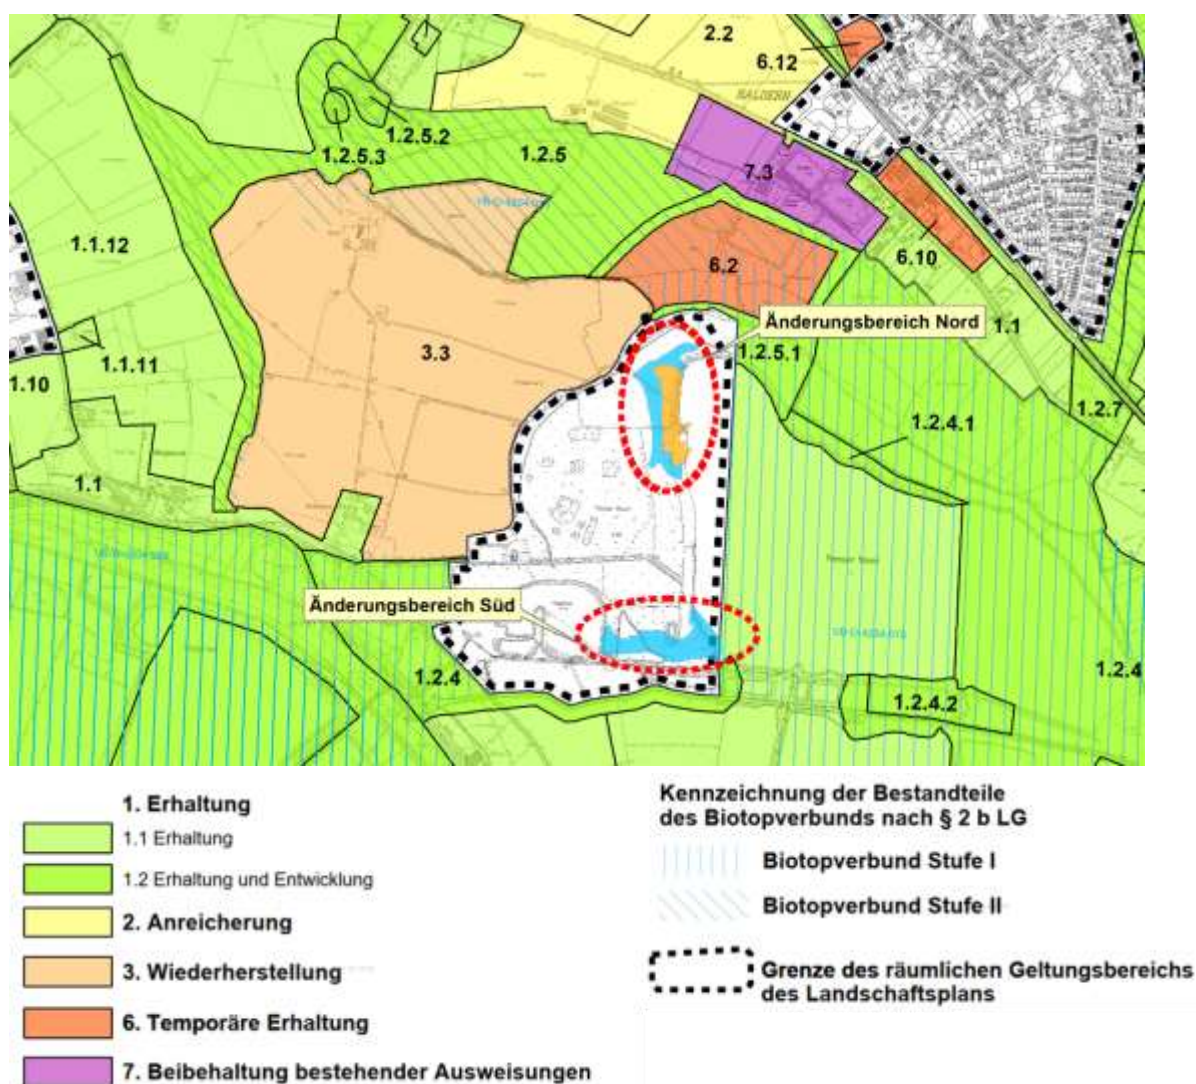 2.2
6.12
HALDERN
1.2.5.2
1.2.5.3
1.2.5
7.3
1.1.12
6.10
6.2
Änderungsbereich Nord
1.1
3.3
1.2.5.1
1.1.11
1.10
1.2.7
1.2.4.1
1.1
Änderungsbereich Süd
1.2.4
1.2.4
1.2.4.2
1. Erhaltung
1.1 Erhaltung
1.2 Erhaltung und Entwicklung
2. Anreicherung
3. Wiederherstellung
6. Temporäre Erhaltung
7. Beibehaltung bestehender Ausweisungen
Kennzeichnung der Bestandteile
des Biotopverbunds nach § 2 b LG
Biotopverbund Stufe I
Biotopverbund Stufe II
Grenze des räumlichen Geltungsbereichs
des Landschaftsplans